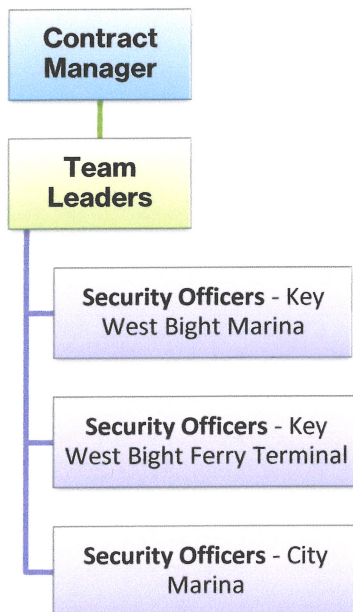 Contract
Manager
Team
Leaders
Security Officers - Key
West Bight Marina
Security Officers - Key
West Bight Ferry Terminal
Security Officers - City
Marina